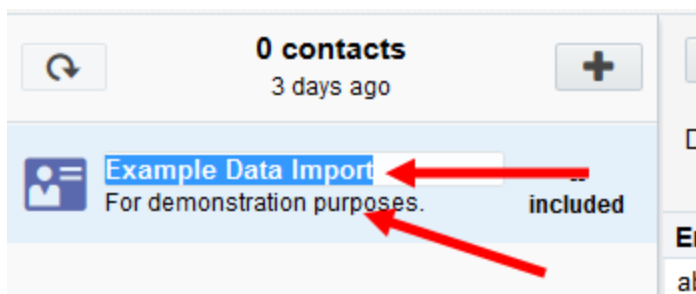 0 contacts
3 days ago
Example Data Import
For demonstration purposes.
--
included